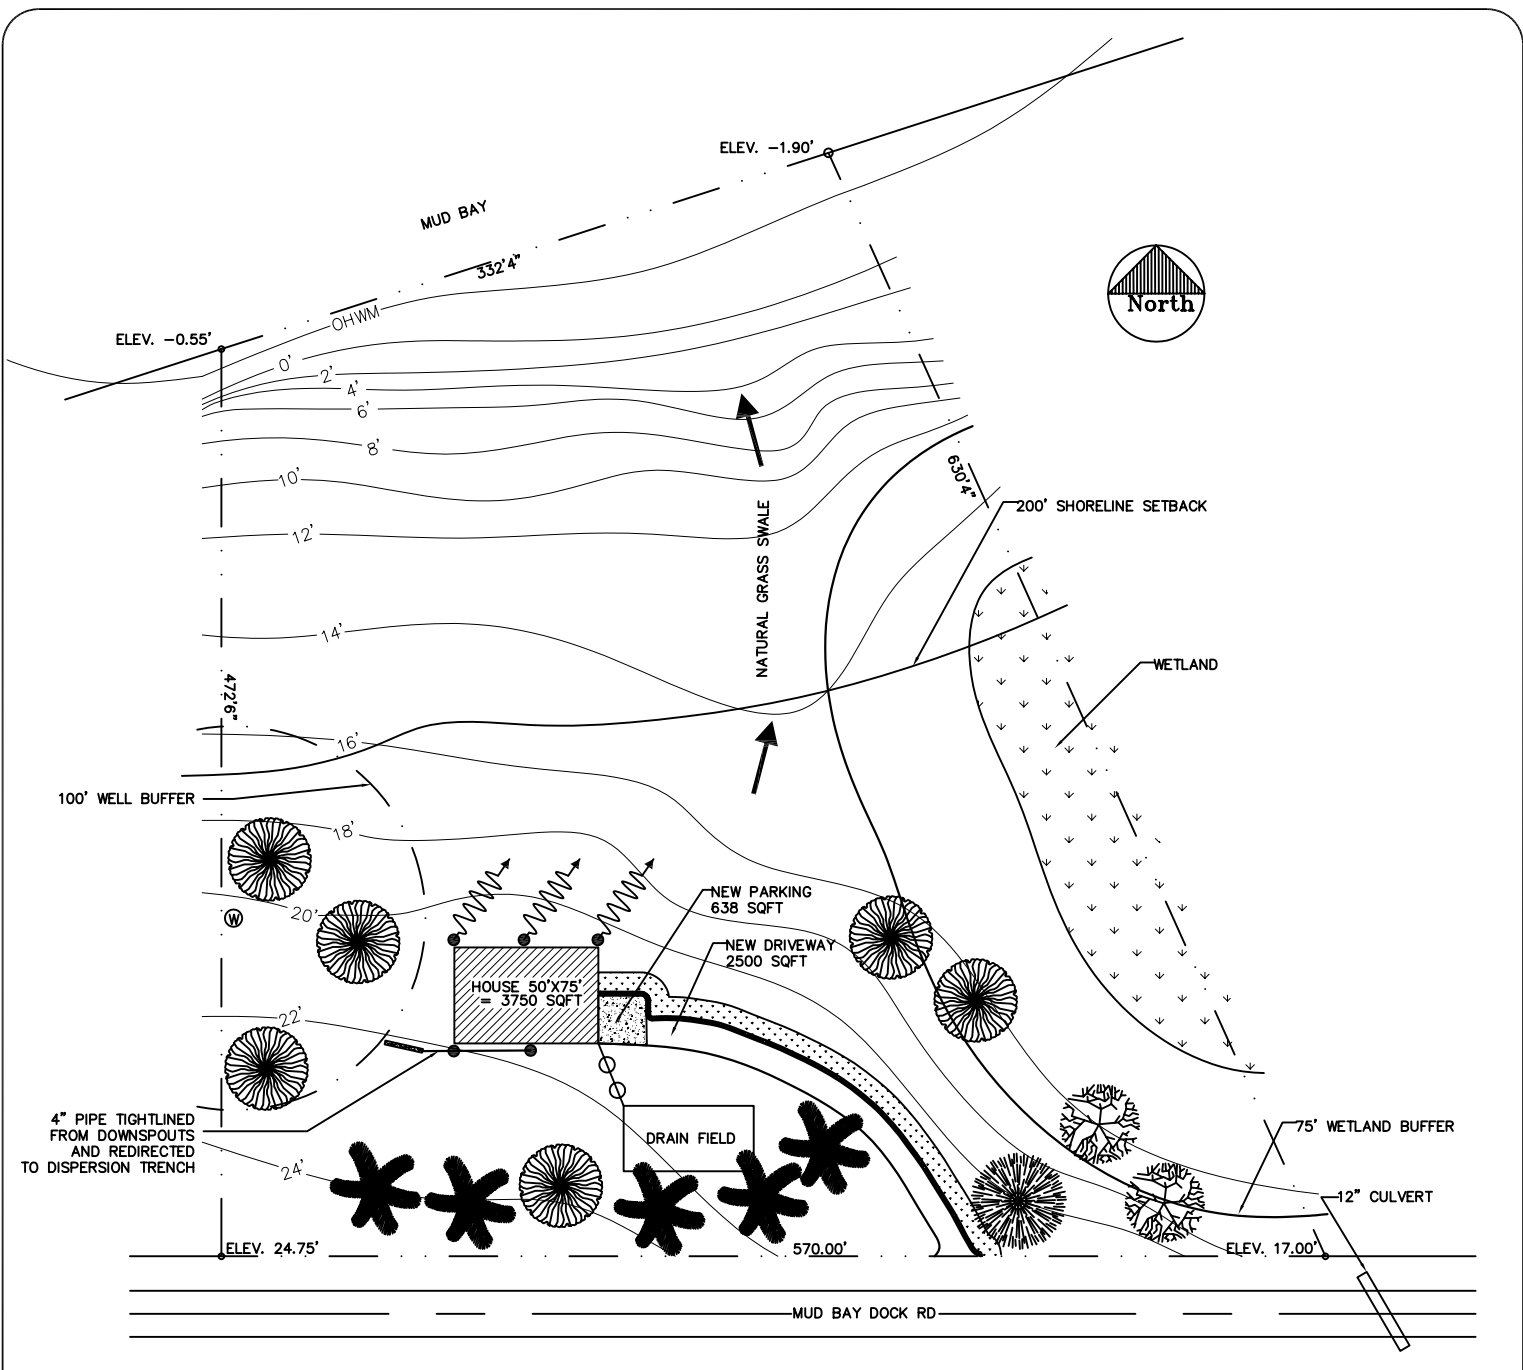 ELEV. -1.90'
MUD BAY
332'4"
North
OHWM
ELEV. -0.55'
0'
2'
4'
6'
8'
10'
12'
14'
16'
18'
20'
22'
24'
630'4"
200' SHORELINE SETBACK
NATURAL GRASS SWALE
WETLAND
472'6"
100' WELL BUFFER
W
NEW PARKING
638 SQFT
NEW DRIVEWAY
2500 SQFT
HOUSE 50'X75'
= 3750 SQFT
4" PIPE TIGHTLINED
FROM DOWNSPOUTS
AND REDIRECTED
TO DISPERSION TRENCH
DRAIN FIELD
75' WETLAND BUFFER
12" CULVERT
ELEV. 24.75'
570.00'
ELEV. 17.00'
MUD BAY DOCK RD